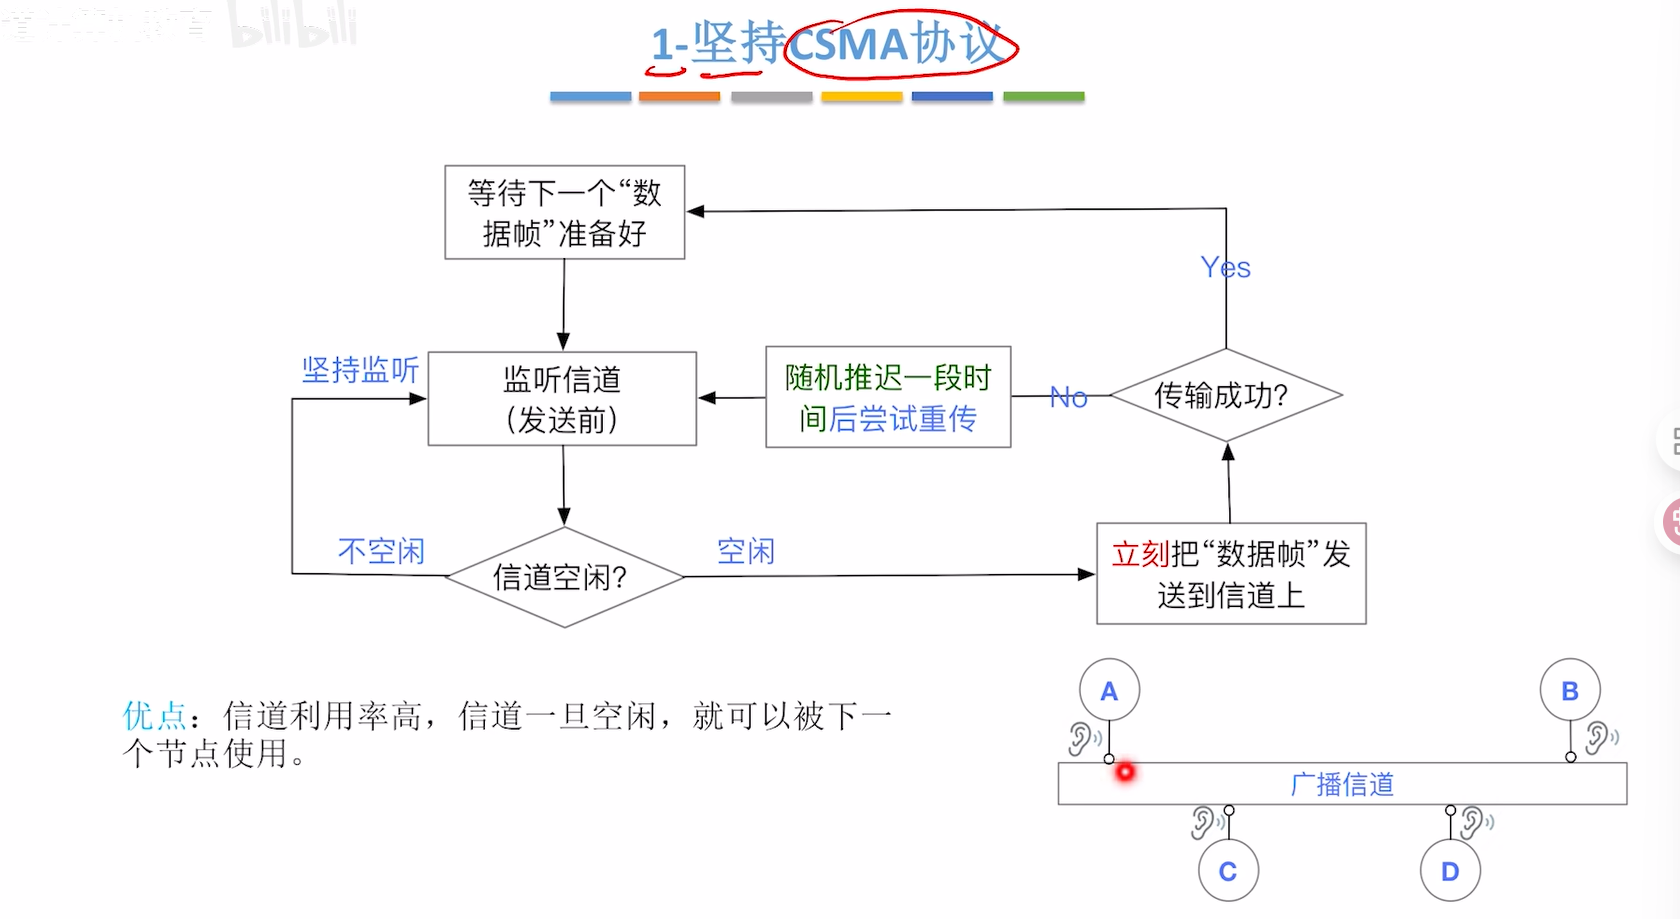 bilibili
1-坚持CSMA协议
等待下一个“数
据帧”准备好
Yes
坚持监听
监听信道
（发送前）
随机推迟一段时
间后尝试重传
No
传输成功？
不空闲
信道空闲？
空闲
立刻把“数据帧”发
送到信道上
优点：信道利用率高，信道一旦空闲，就可以被下一
个节点使用。
A
B
广播信道
C
D